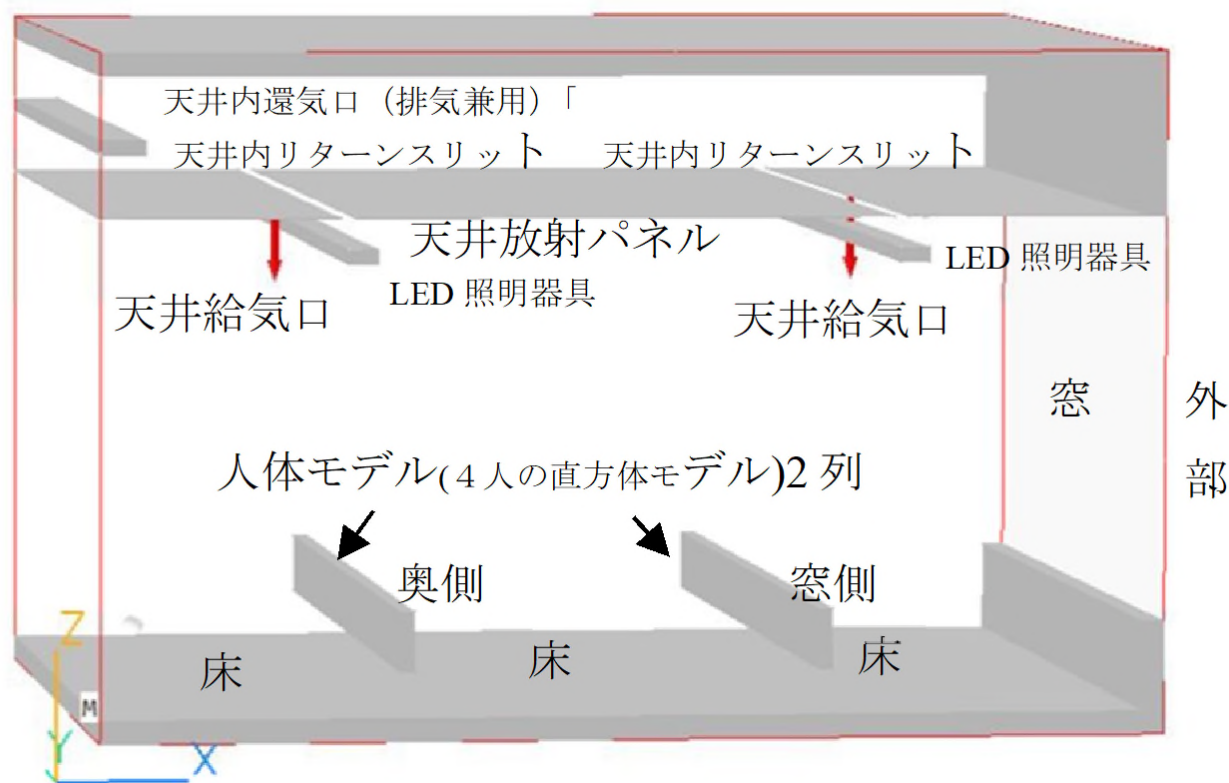 天井内還気口（排気兼用）「
天井内リターンスリット
天井内リターンスリット
天井放射パネル
LED 照明器具
LED 照明器具
天井給気口
天井給気口
窓
外部
人体モデル(４人の直方体モデル)2 列
奥側
窓側
床
床
床
Z
M
Y
X